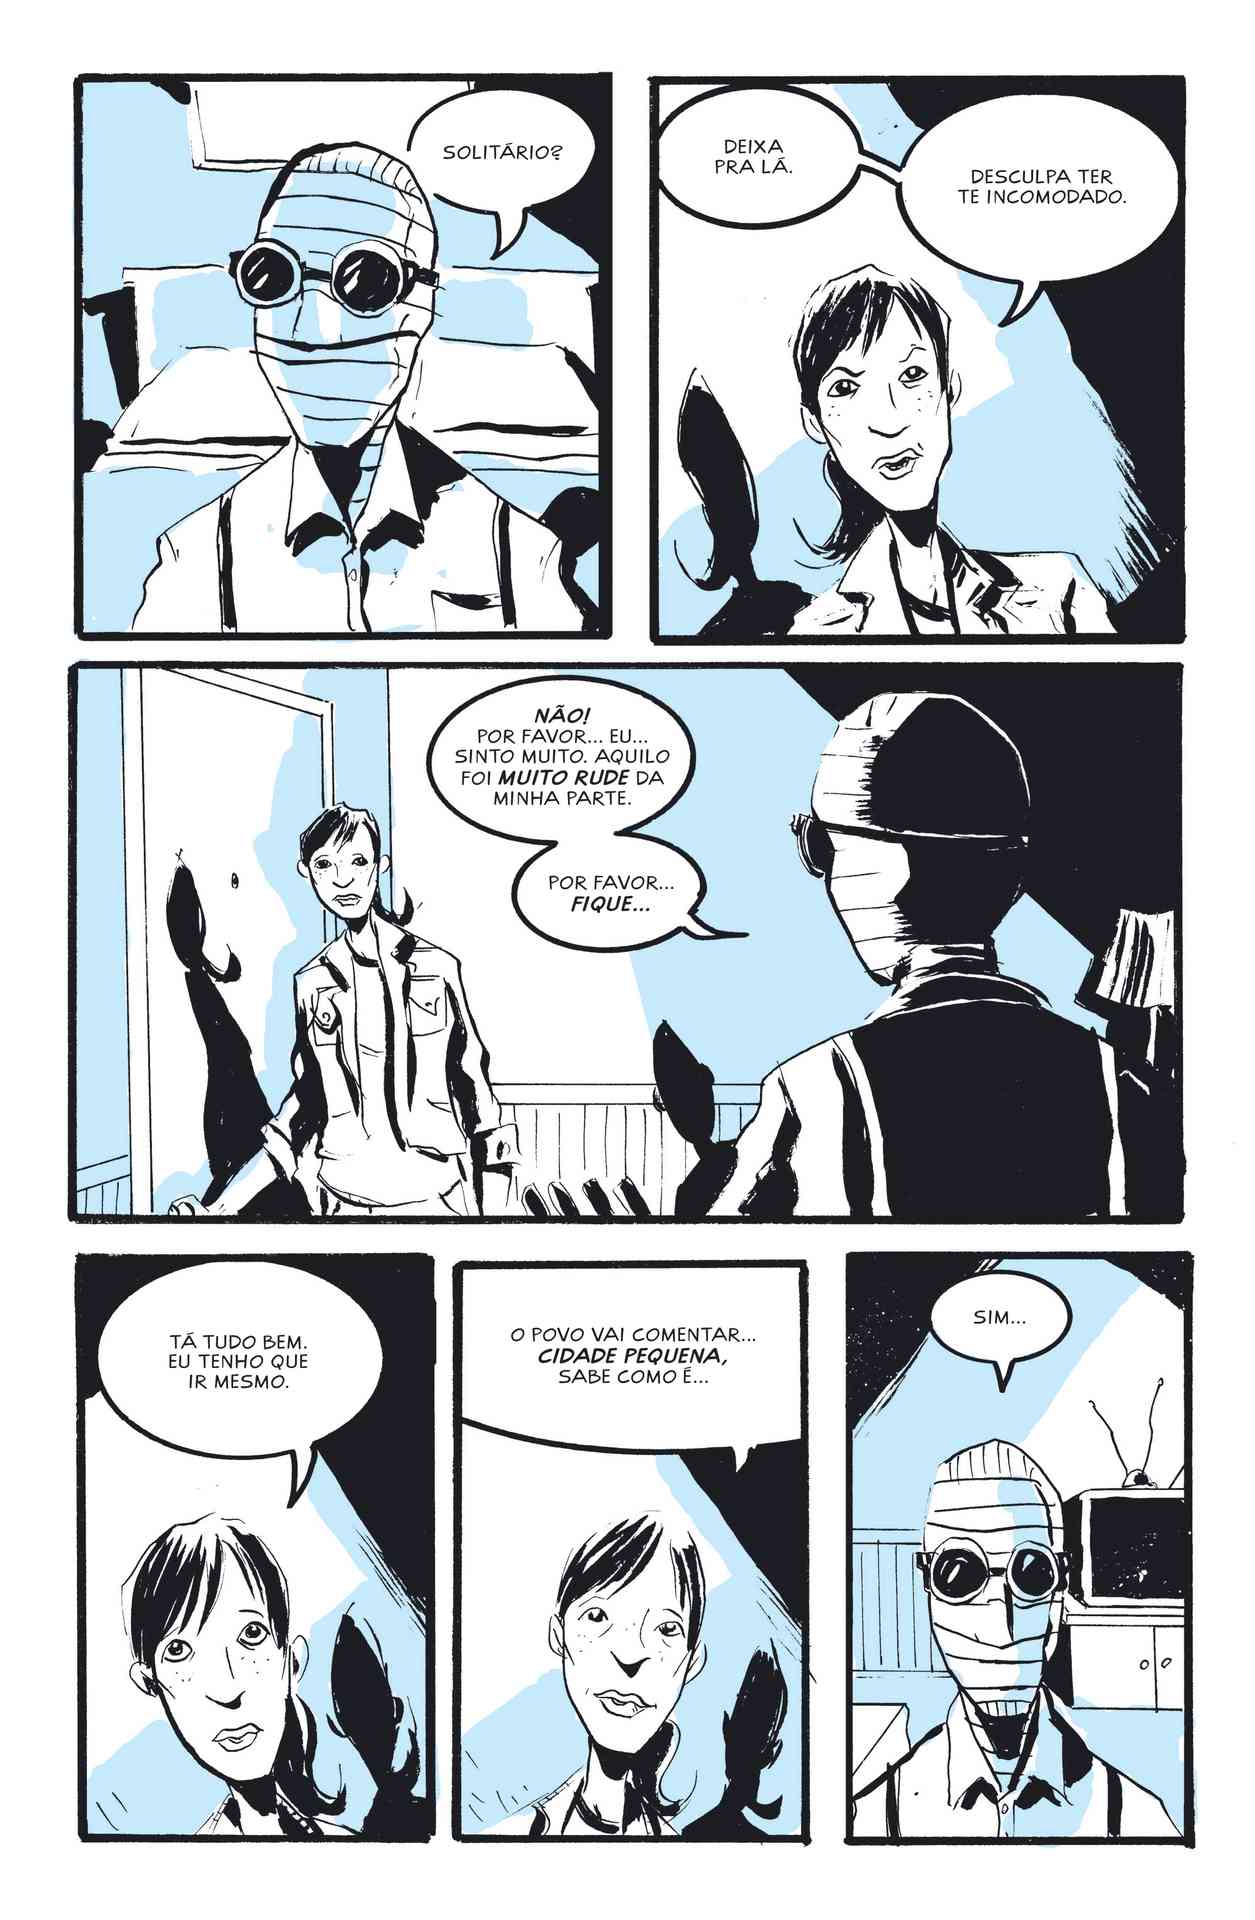 SOLITÁRIO?
DEIXA
PRA LÁ.
DESCULPA TER
TE INCOMODADO.
NÃO!
POR FAVOR... EU...
SINTO MUITO. AQUILO
FOI MUITO RUDE DA
MINHA PARTE.
POR FAVOR...
FIQUE...
TÁ TUDO BEM.
EU TENHO QUE
IR MESMO.
O POVO VAI COMENTAR...
CIDADE PEQUENA,
SABE COMO É...
SIM...